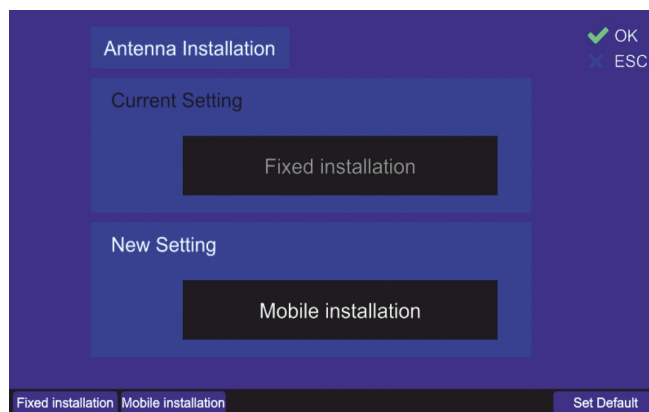 Antenna Installation
OK
ESC
Current Setting
Fixed installation
New Setting
Mobile installation
Fixed installation Mobile installation Set Default